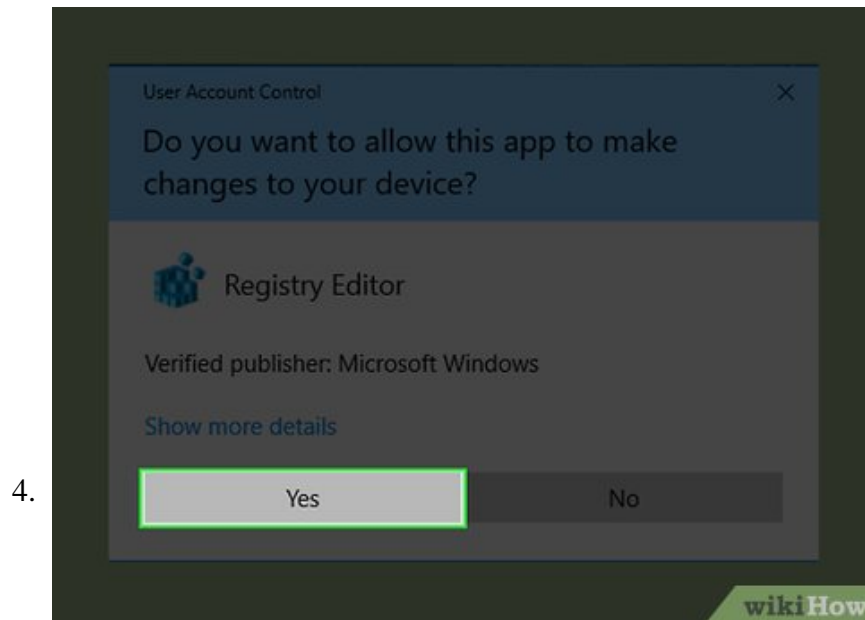 User Account Control
Do you want to allow this app to make
changes to your device?
Registry Editor
Verified publisher: Microsoft Windows
Show more details
4.
Yes
No
wikiHow